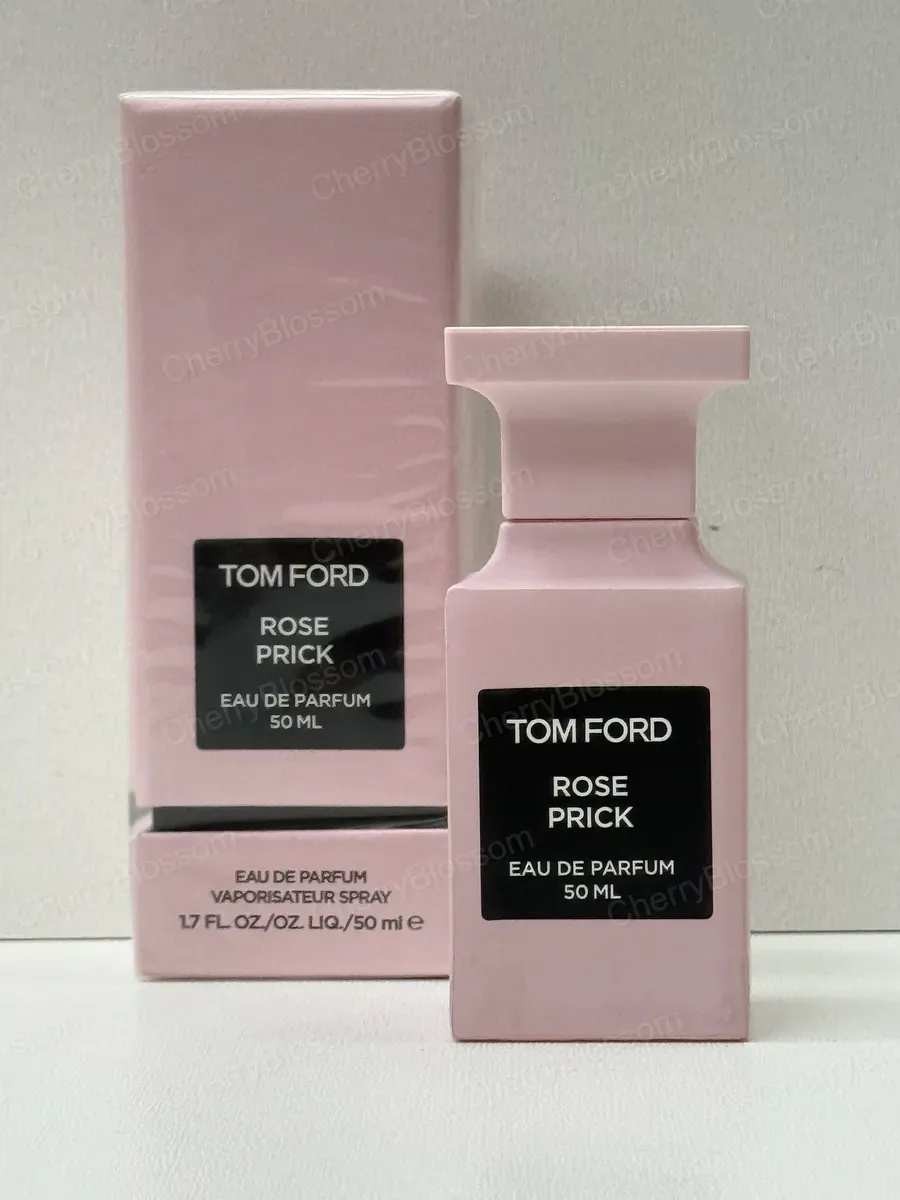 TOM FORD
ROSE
PRICK
EAU DE PARFUM
50 ML
EAU DE PARFUM
VAPORISATEUR SPRAY
1.7 FL. OZ./OZ. LIQ./50 ml e
TOM FORD
ROSE
PRICK
EAU DE PARFUM
50 ML
CherryBlossom